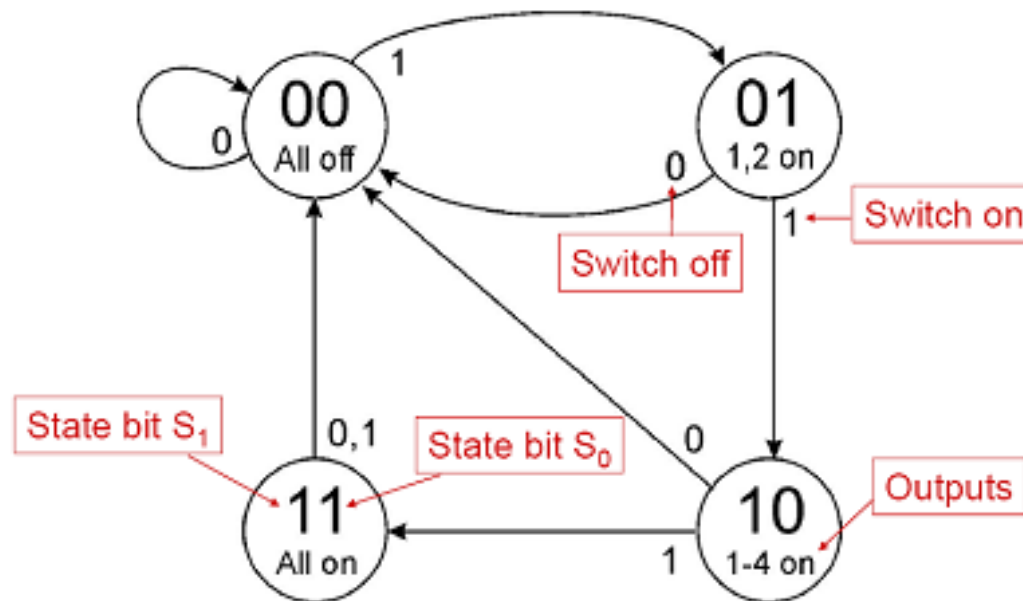 1
00
All off
0
01
1,2 on
0
1
Switch on
Switch off
State bit S₁
0,1
State bit S₀
0
11
All on
10
1-4 on
Outputs
1